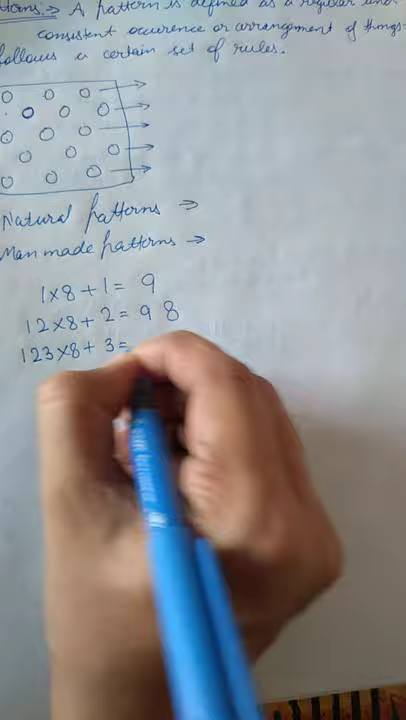 A pattern is defined as a regular and
consistent occurence or arrangement of things
follows a certain set of rules.
Natural patterns →
Man made patterns →
1×8+1= 9
12×8+2=98
123×8+3=